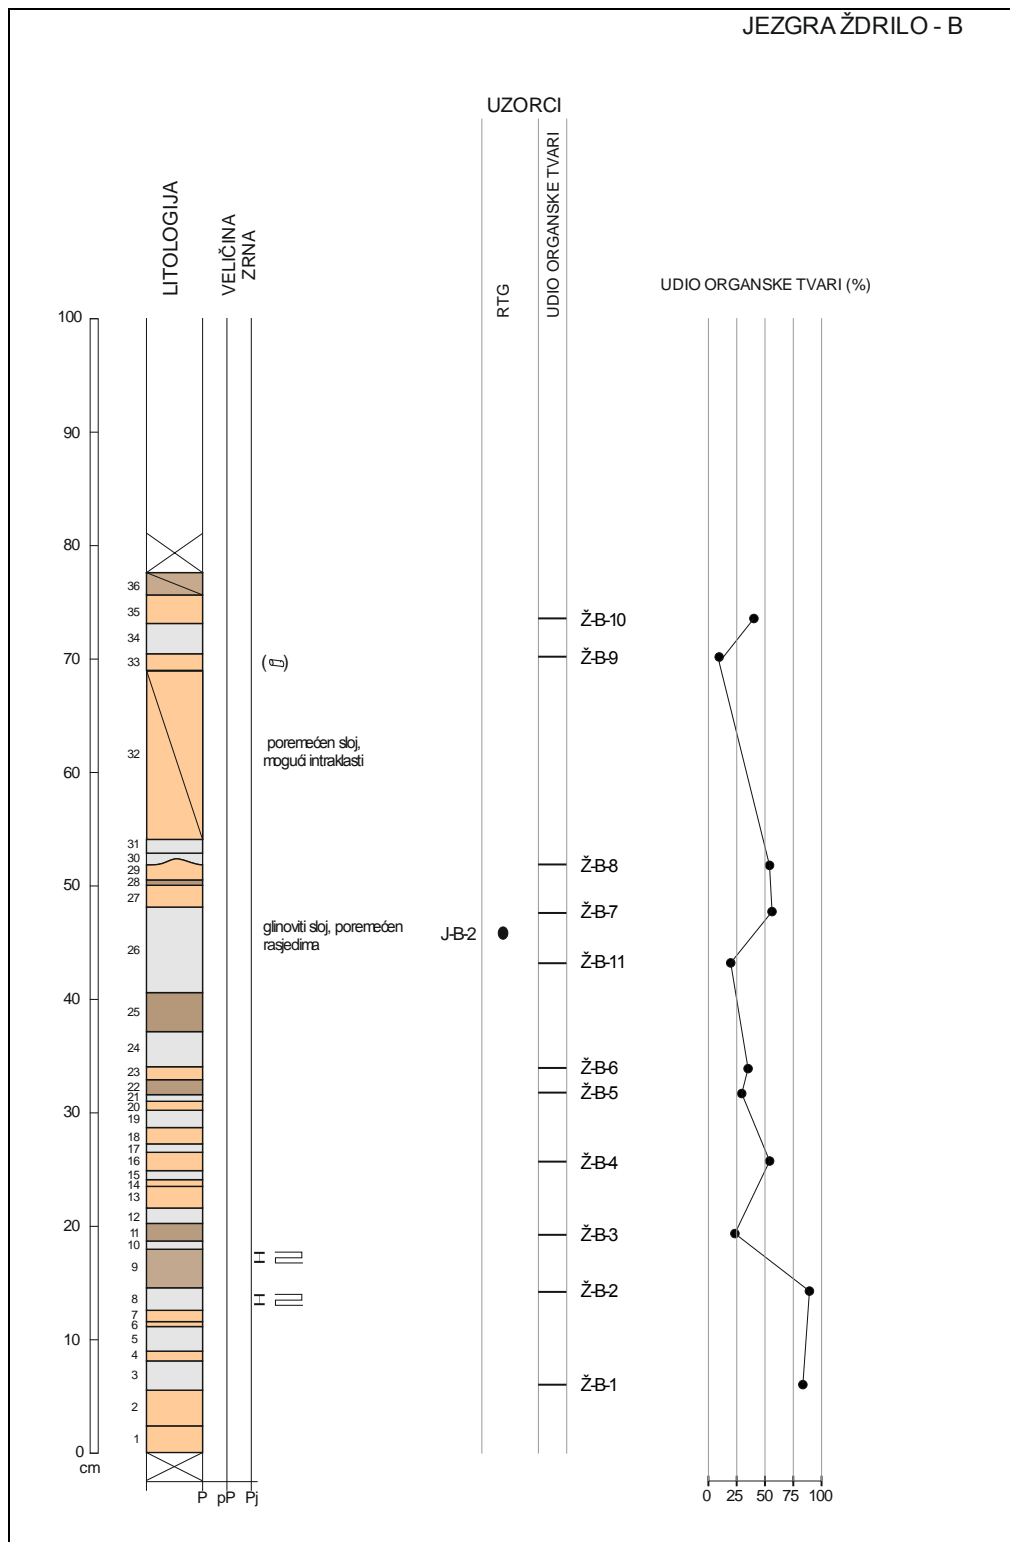 JEZGRA ŽDRILO - B
UZORCI
LITOLOGIJA
VELIČINA
ZRNA
RTG
UDIO ORGANSKE TVARI
UDIO ORGANSKE TVARI (%)
100
90
80
36
35
Ž-B-10
34
70
33
( )
Ž-B-9
poremećen sloj,
32
mogući intraklasti
60
31
30
29
Ž-B-8
50
28
27
Ž-B-7
glinoviti sloj, poremećen
J-B-2
26
rasjedima
Ž-B-11
40
25
24
23
Ž-B-6
22
Ž-B-5
21
20
30
19
18
17
16
Ž-B-4
15
14
13
12
20
11
Ž-B-3
10
9
8
Ž-B-2
7
6
10
5
4
3
Ž-B-1
2
1
0
cm
P pP Pj
0 25 50 75 100